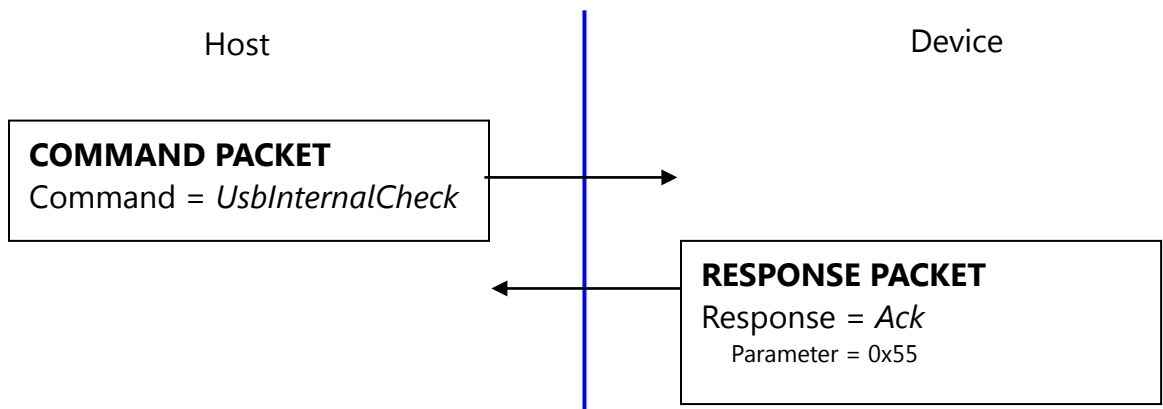 Host
Device
COMMAND PACKET
Command = UsbInternalCheck
RESPONSE PACKET
Response = Ack
Parameter = 0x55